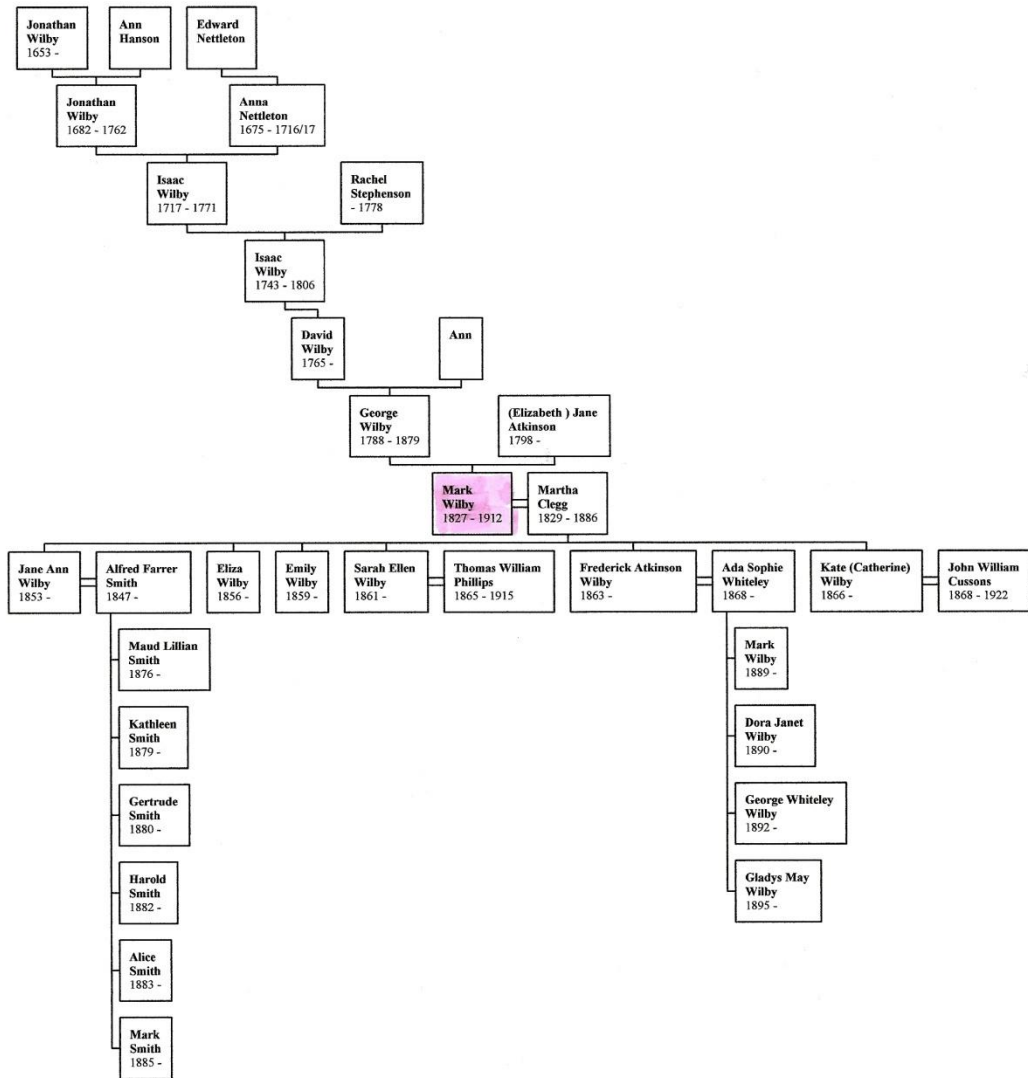 Jonathan
Wilby
1653 -
Ann
Hanson
Edward
Nettleton
Jonathan
Wilby
1682 - 1762
Anna
Nettleton
1675 - 1716/17
Isaac
Wilby
1717 - 1771
Rachel
Stephenson
- 1778
Isaac
Wilby
1743 - 1806
David
Wilby
1765 -
Ann
George
Wilby
1788 - 1879
(Elizabeth ) Jane
Atkinson
1798 -
Mark
Wilby
1827 - 1912
Martha
Clegg
1829 - 1886
Jane Ann
Wilby
1853 -
Alfred Farrer
Smith
1847 -
Eliza
Wilby
1856 -
Emily
Wilby
1859 -
Sarah Ellen
Wilby
1861 -
Thomas William
Phillips
1865 - 1915
Frederick Atkinson
Wilby
1863 -
Ada Sophie
Whiteley
1868 -
Kate (Catherine)
Wilby
1866 -
John William
Cussons
1868 - 1922
Maud Lillian
Smith
1876 -
Kathleen
Smith
1879 -
Gertrude
Smith
1880 -
Harold
Smith
1882 -
Alice
Smith
1883 -
Mark
Smith
1885 -
Mark
Wilby
1889 -
Dora Janet
Wilby
1890 -
George Whiteley
Wilby
1892 -
Gladys May
Wilby
1895 -